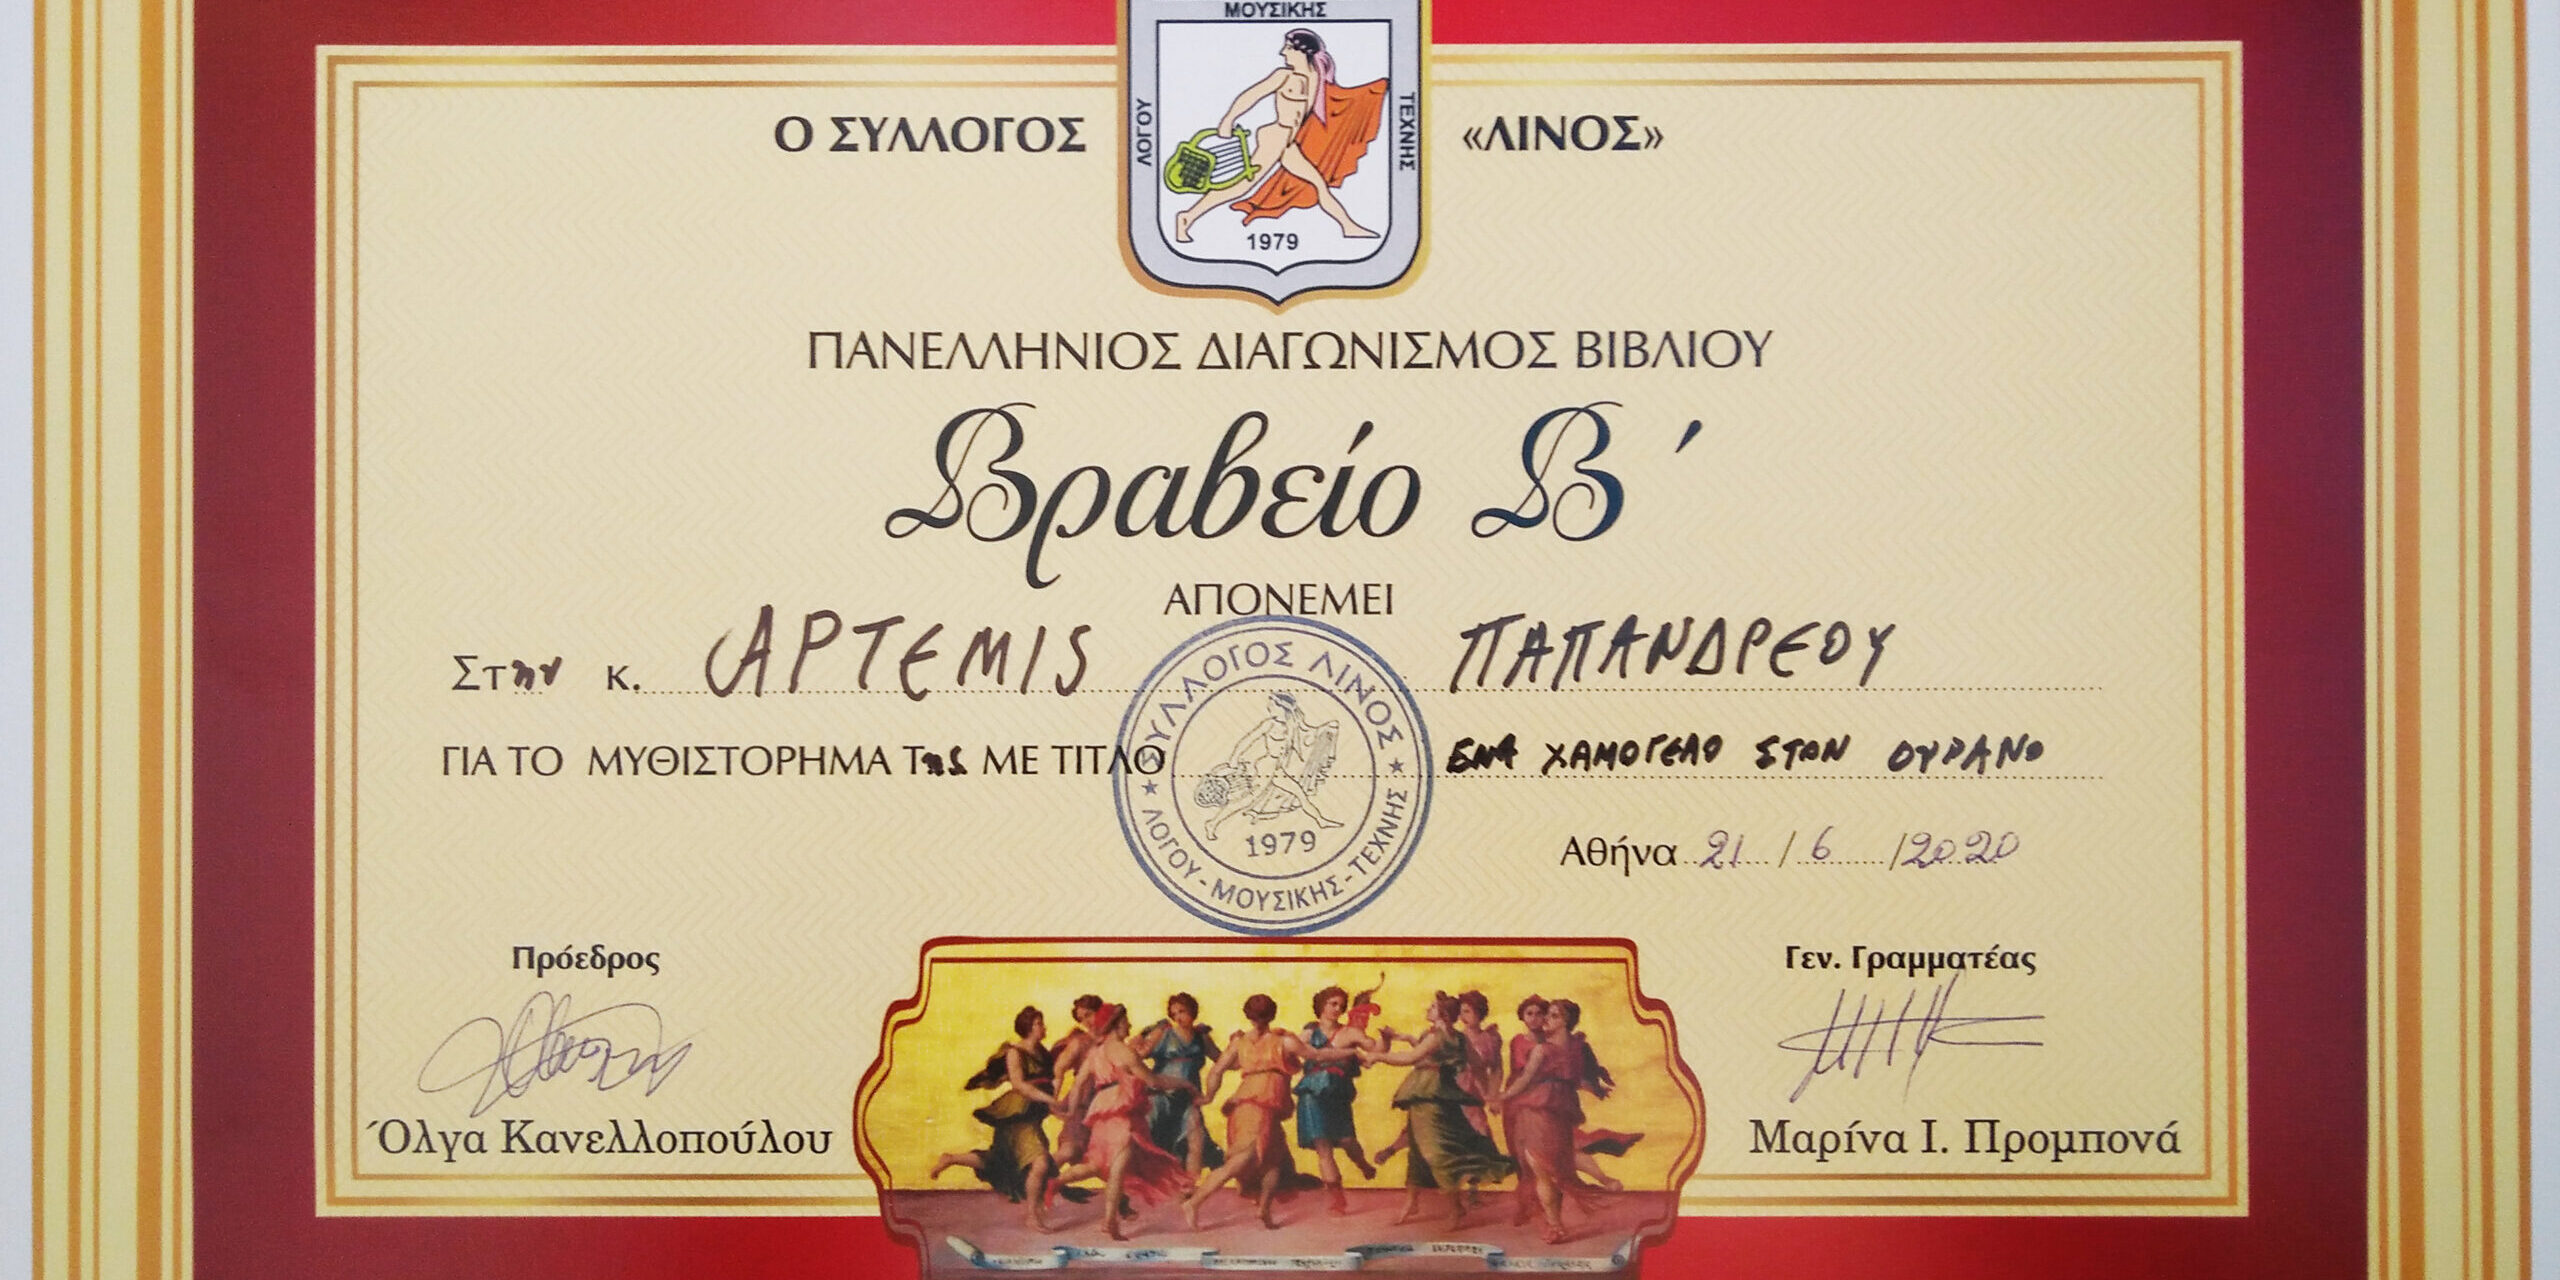 ΜΟΥΣΙΚΗΣ
ΛΟΓΟΥ
ΤΕΧΝΗΣ
1979
Ο ΣΥΛΛΟΓΟΣ «ΛΙΝΟΣ»
ΠΑΝΕΛΛΗΝΙΟΣ ΔΙΑΓΩΝΙΣΜΟΣ ΒΙΒΛΙΟΥ
Βραβείο Β΄
ΑΠΟΝΕΜΕΙ
Στην κ. ΑΡΤΕΜΙS ΠΑΠΑΝΔΡΕΟΥ
ΓΙΑ ΤΟ ΜΥΘΙΣΤΟΡΗΜΑ Της ΜΕ ΤΙΤΛΟ ΕΝΑ ΧΑΜΟΓΕΛΟ ΣΤΟΝ ΟΥΡΑΝΟ
ΣΥΛΛΟΓΟΣ ΛΙΝΟΣ
1979
ΛΟΓΟΥ - ΜΟΥΣΙΚΗΣ - ΤΕΧΝΗΣ
Αθήνα 21 / 6 / 2020
Πρόεδρος
Όλγα Κανελλοπούλου
Γεν. Γραμματέας
Μαρίνα Ι. Προμπονά